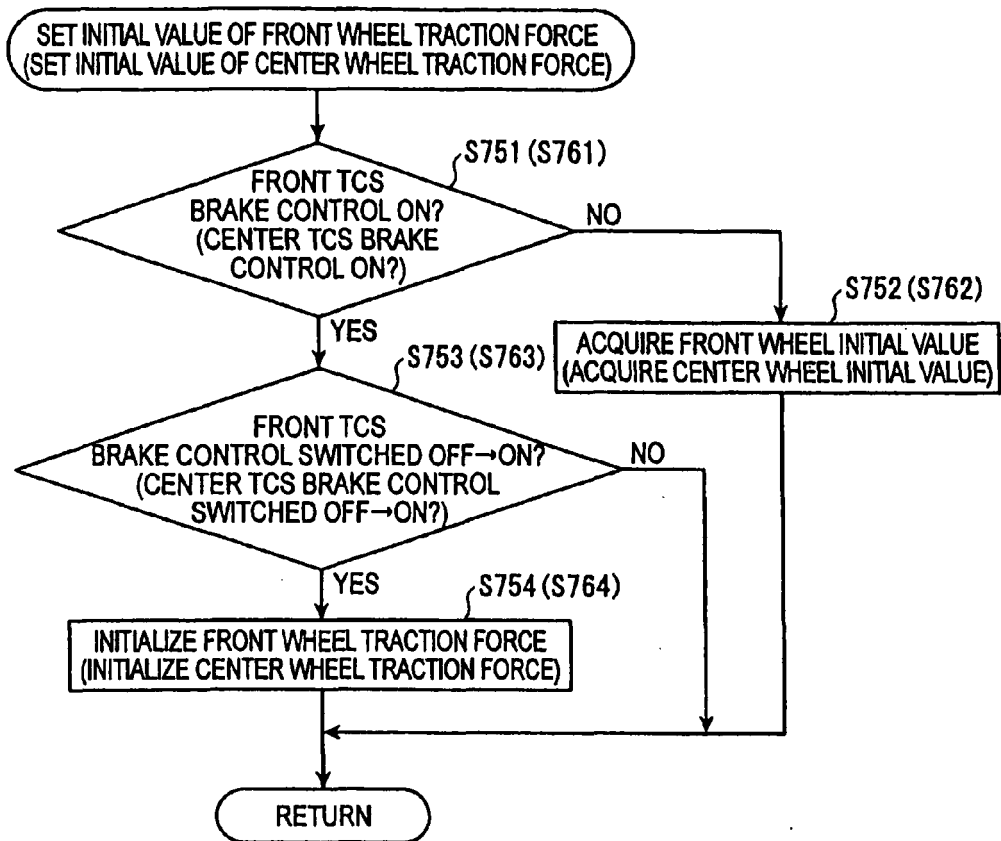 SET INITIAL VALUE OF FRONT WHEEL TRACTION FORCE
(SET INITIAL VALUE OF CENTER WHEEL TRACTION FORCE)
S751 (S761)
FRONT TCS
BRAKE CONTROL ON?
(CENTER TCS BRAKE
CONTROL ON?)
NO
YES
S752 (S762)
ACQUIRE FRONT WHEEL INITIAL VALUE
(ACQUIRE CENTER WHEEL INITIAL VALUE)
S753 (S763)
FRONT TCS
BRAKE CONTROL SWITCHED OFF→ON?
(CENTER TCS BRAKE CONTROL
SWITCHED OFF→ON?)
NO
YES
S754 (S764)
INITIALIZE FRONT WHEEL TRACTION FORCE
(INITIALIZE CENTER WHEEL TRACTION FORCE)
RETURN